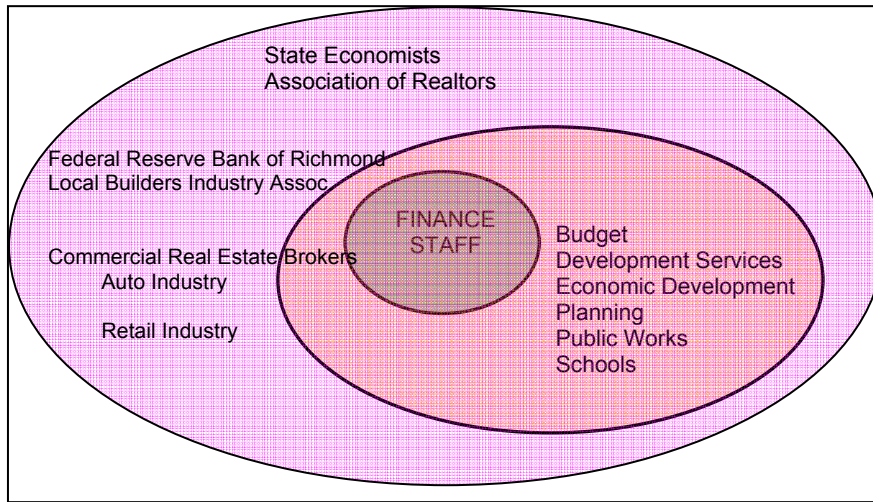 State Economists
Association of Realtors
Federal Reserve Bank of Richmond
Local Builders Industry Assoc
Commercial Real Estate Brokers
Auto Industry
Retail Industry
FINANCE
STAFF
Budget
Development Services
Economic Development
Planning
Public Works
Schools